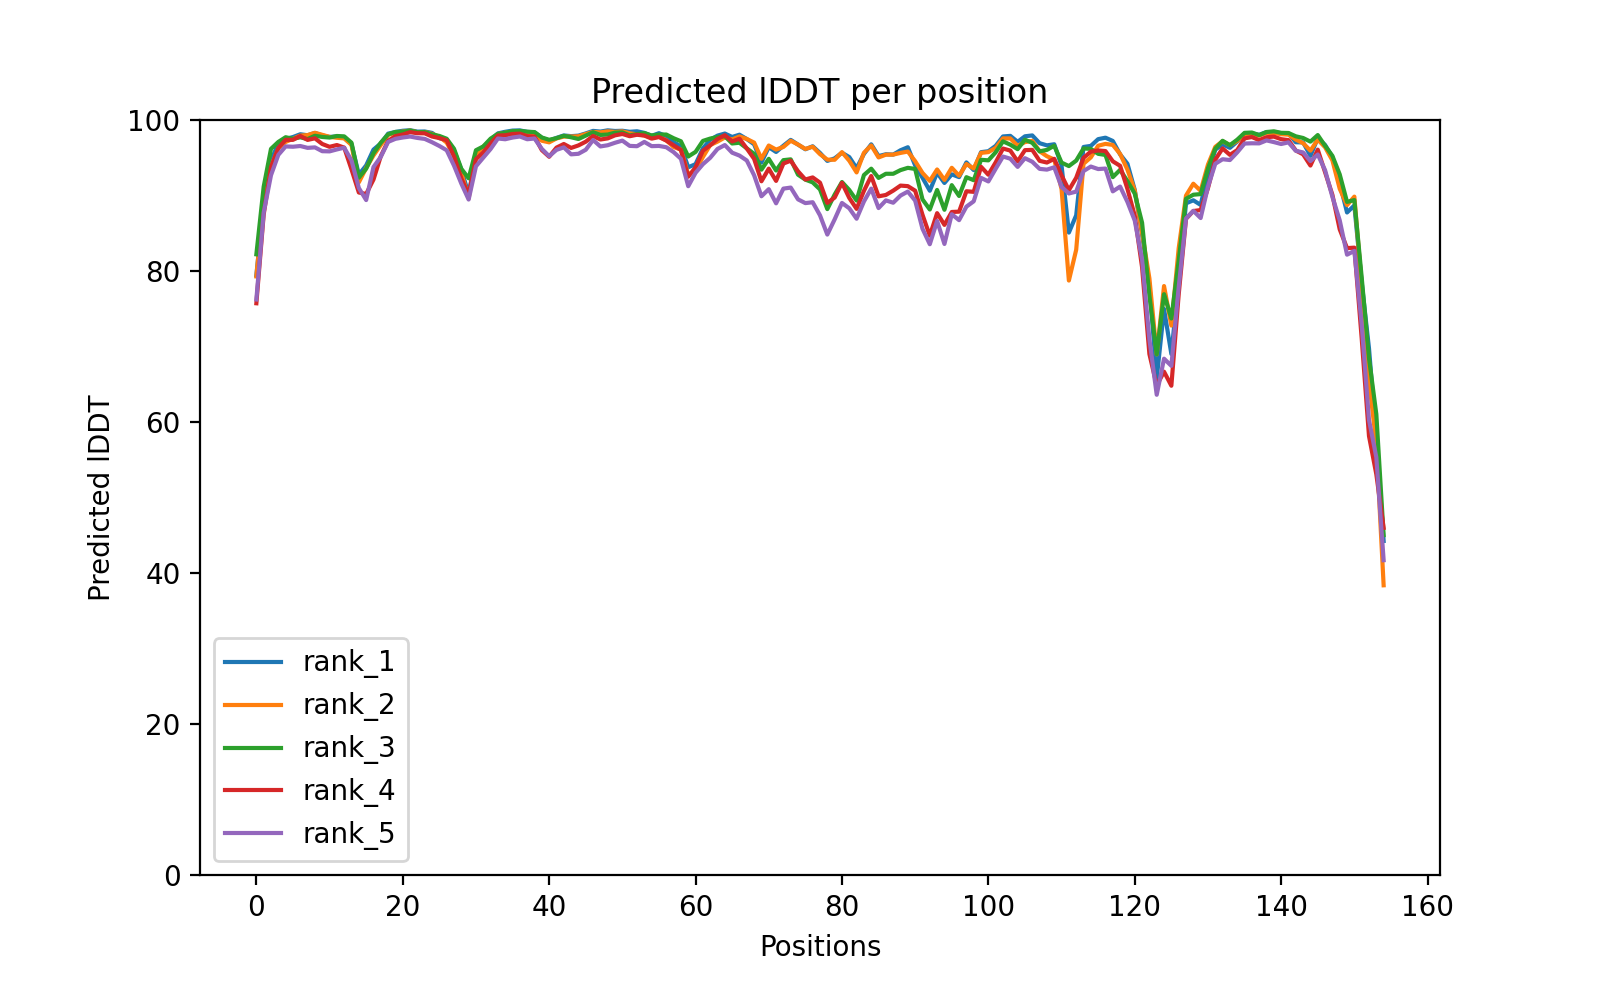 Predicted lDDT per position
100
80
60
40
20
0
Predicted lDDT
rank_1
rank_2
rank_3
rank_4
rank_5
0 20 40 60 80 100 120 140 160
Positions